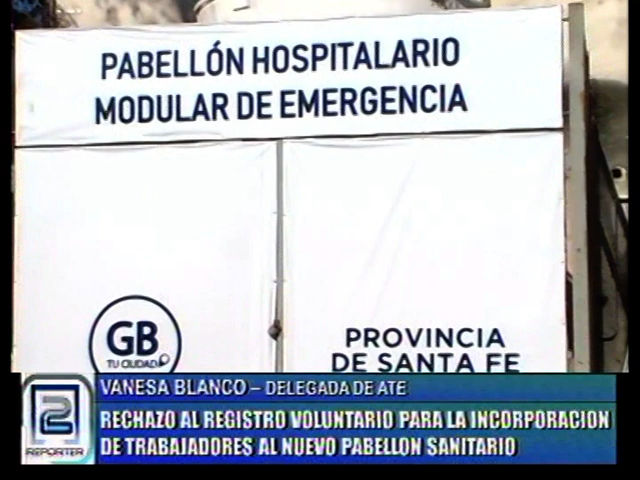 PABELLÓN HOSPITALARIO
MODULAR DE EMERGENCIA
GB
TU CIUDAD
PROVINCIA
DE SANTA FE
VANESA BLANCO – DELEGADA DE ATE
2
REPORTER
RECHAZO AL REGISTRO VOLUNTARIO PARA LA INCORPORACION
DE TRABAJADORES AL NUEVO PABELLON SANITARIO